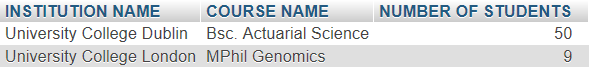 INSTITUTION NAME COURSE NAME NUMBER OF STUDENTS
University College Dublin Bsc. Actuarial Science 50
University College London MPhil Genomics 9